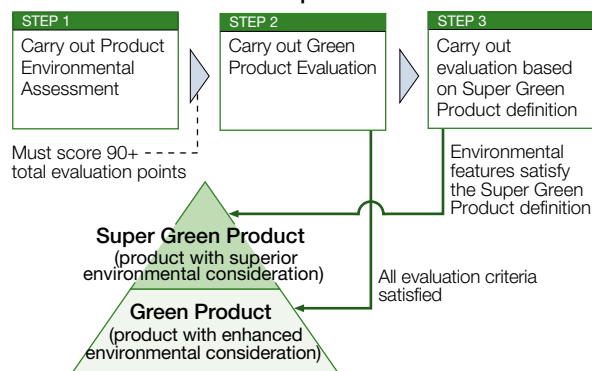 STEP 1
Carry out Product
Environmental
Assessment
STEP 2
Carry out Green
Product Evaluation
STEP 3
Carry out
evaluation based
on Super Green
Product definition
Must score 90+
total evaluation points
Environmental
features satisfy
the Super Green
Product definition
Super Green Product
(product with superior
environmental consideration)
All evaluation criteria
satisfied
Green Product
(product with enhanced
environmental consideration)